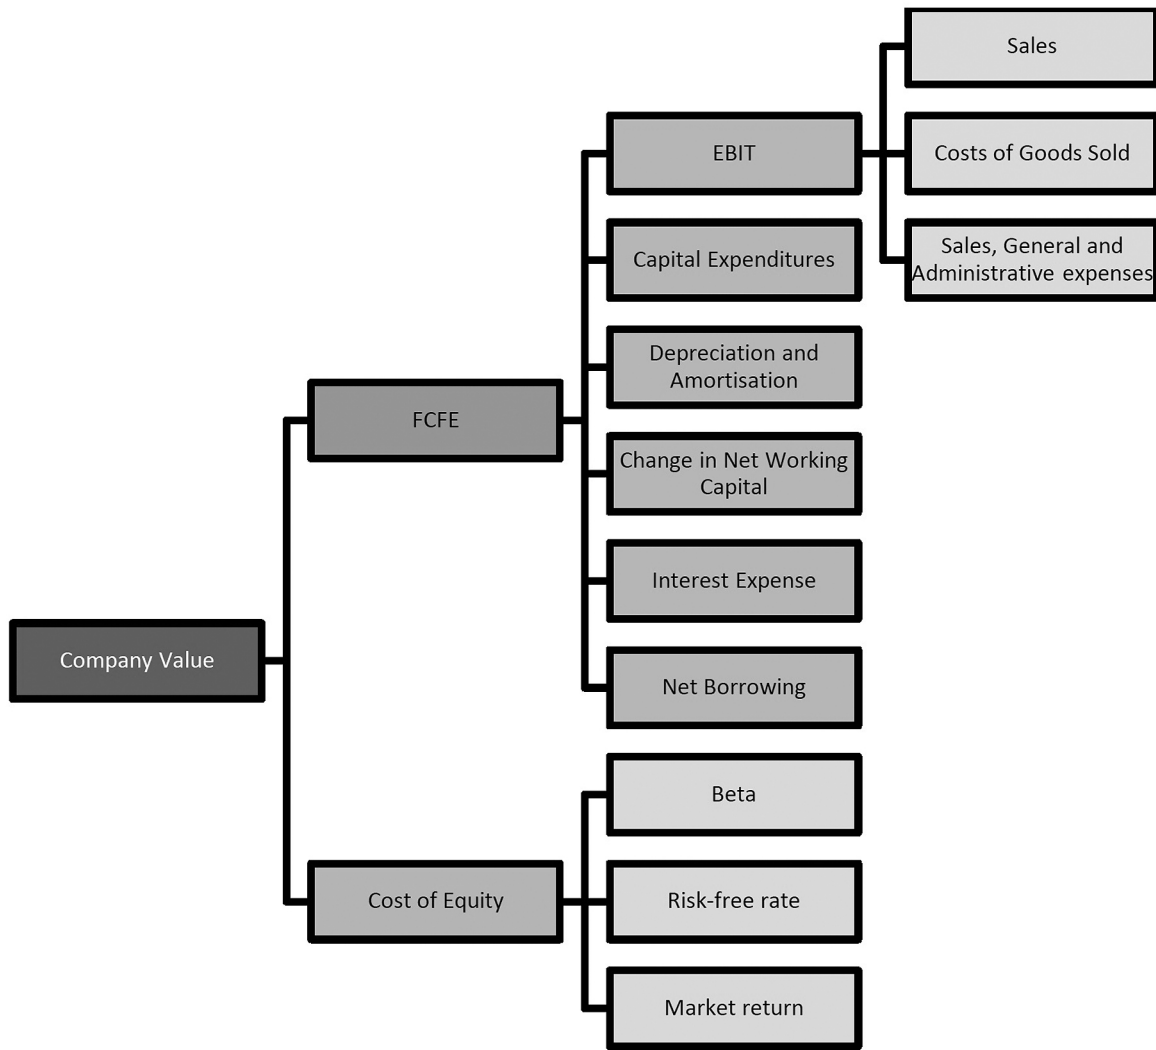 Sales
EBIT
Costs of Goods Sold
Capital Expenditures
Sales, General and
Administrative expenses
Depreciation and
Amortisation
FCFE
Change in Net Working
Capital
Interest Expense
Company Value
Net Borrowing
Beta
Cost of Equity
Risk-free rate
Market return